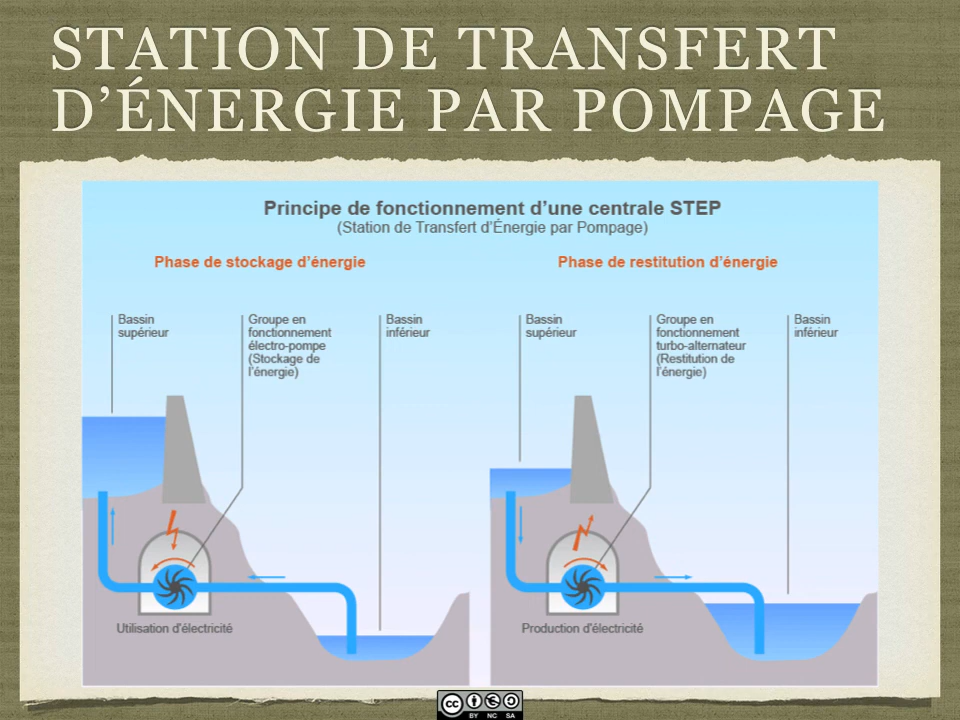 STATION DE TRANSFERT
D’ÉNERGIE PAR POMPAGE
Principe de fonctionnement d’une centrale STEP
(Station de Transfert d’Énergie par Pompage)
Phase de stockage d’énergie
Bassin
supérieur
Groupe en
fonctionnement
électro-pompe
(Stockage de
l’énergie)
Bassin
inférieur
Utilisation d’électricité
Phase de restitution d’énergie
Bassin
supérieur
Groupe en
fonctionnement
turbo-alternateur
(Restitution de
l’énergie)
Bassin
inférieur
Production d’électricité
cc
BY NC SA